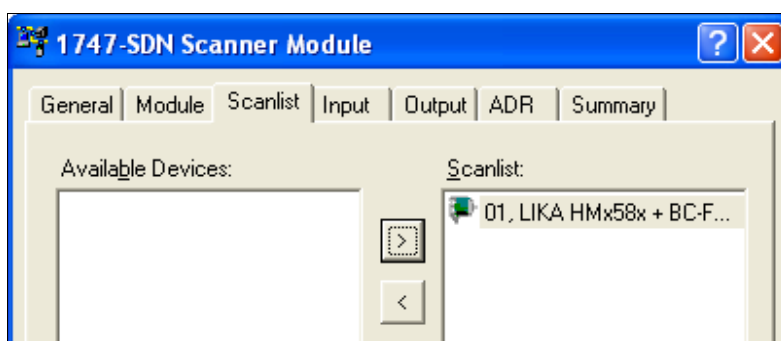 1747-SDN Scanner Module
General Module Scanlist Input Output ADR Summary
Available Devices: Scanlist:
01, LIKA HMx58x + BC-F...
>
<